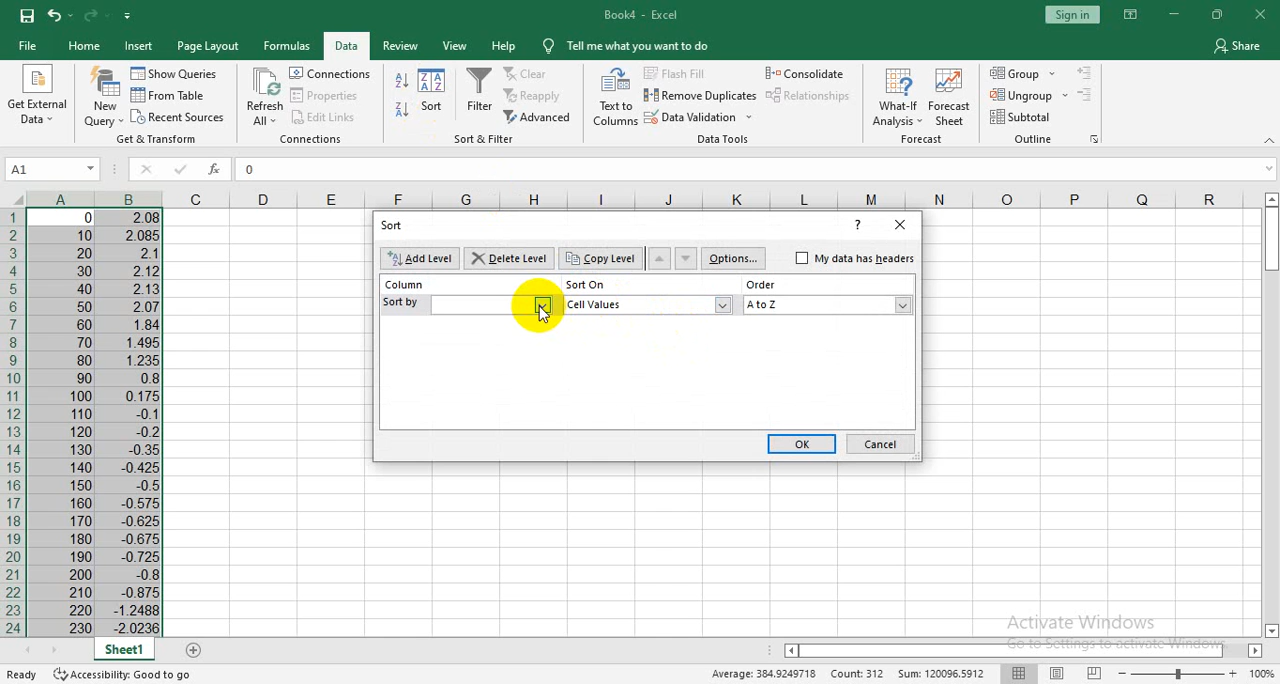 Book4 - Excel
Sign in
File Home Insert Page Layout Formulas Data Review View Help Tell me what you want to do Share
Get External Data
New Query
Show Queries
From Table
Recent Sources
Get & Transform
Refresh All
Connections
Properties
Edit Links
Connections
Sort
Filter
Clear
Reapply
Advanced
Sort & Filter
Text to Columns
Flash Fill
Remove Duplicates
Data Validation
Consolidate
Relationships
Data Tools
What-If Analysis
Forecast Sheet
Forecast
Group
Ungroup
Subtotal
Outline
A1 fx 0
A B C D E F G H I J K L M N O P Q R
1 0 2.08
2 10 2.085
3 20 2.1
4 30 2.12
5 40 2.13
6 50 2.07
7 60 1.84
8 70 1.495
9 80 1.235
10 90 0.8
11 100 0.175
12 110 -0.1
13 120 -0.2
14 130 -0.35
15 140 -0.425
16 150 -0.5
17 160 -0.575
18 170 -0.625
19 180 -0.675
20 190 -0.725
21 200 -0.8
22 210 -0.875
23 220 -1.2488
24 230 -2.0236
Sort ?
Add Level Delete Level Copy Level Options... My data has headers
Column Sort On Order
Sort by Cell Values A to Z
OK Cancel
Activate Windows
Go to Settings to activate Windows.
Sheet1
Ready Accessibility: Good to go Average: 384.9249718 Count: 312 Sum: 120096.5912 100%